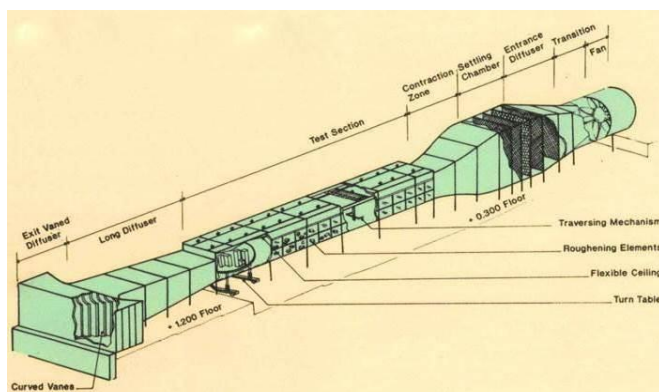 Transition
Entrance
Diffuser
Fan
Settling
Chamber
Contraction
Zone
Test Section
Long Diffuser
Exit Vaned
Diffuser
+ 0.300 Floor
Traversing Mechanism
Roughening Elements
Flexible Ceiling
Turn Table
+ 1.200 Floor
Curved Vanes